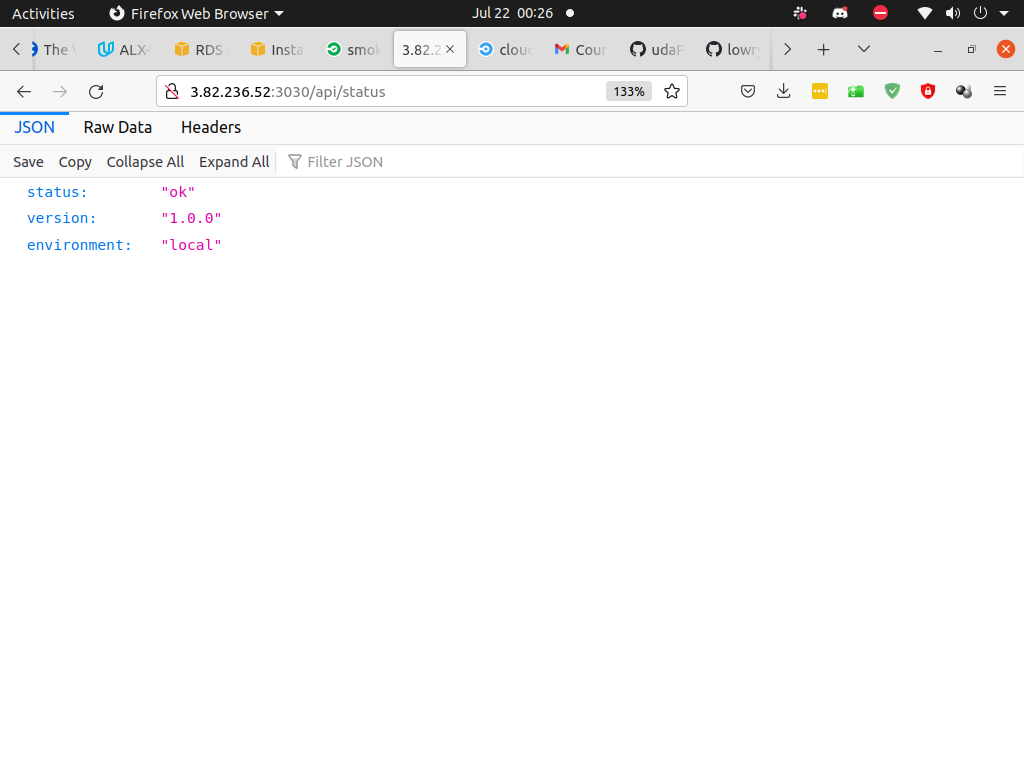 Activities Firefox Web Browser Jul 22 00:26
The ALX- RDS Insta smok 3.82.2 clou Cour uda lowr
3.82.236.52:3030/api/status 133%
JSON Raw Data Headers
Save Copy Collapse All Expand All Filter JSON
status: "ok"
version: "1.0.0"
environment: "local"